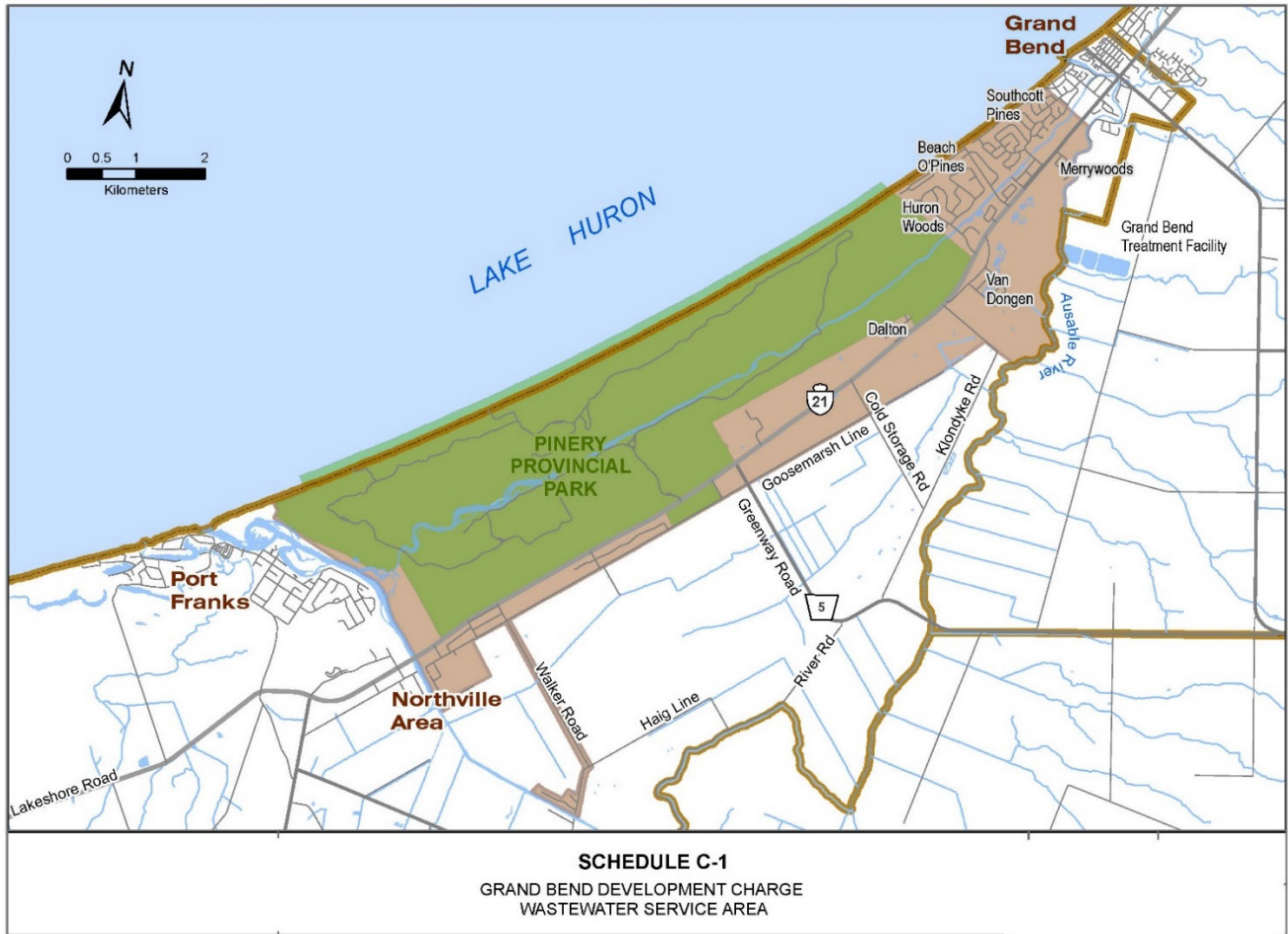 Grand
Bend
N
Southcott
Pines
0 0.5 1 2
Kilometers
Beach
O'Pines
Merrywoods
LAKE HURON
Huron
Woods
Grand Bend
Treatment Facility
Van
Dongen
Ausable River
Dalton
21
Cold Storage Rd
Klondyke Rd
PINERY
PROVINCIAL
PARK
Goosemarsh Line
Greenway Road
Port
Franks
5
River Rd
Northville
Area
Walker Road
Haig Line
Lakeshore Road
SCHEDULE C-1
GRAND BEND DEVELOPMENT CHARGE
WASTEWATER SERVICE AREA